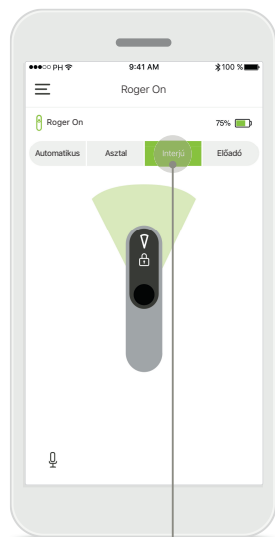 PH 9:41 AM 100 %
Roger On
Roger On 75%
Automatikus Asztal Interjú Előadó